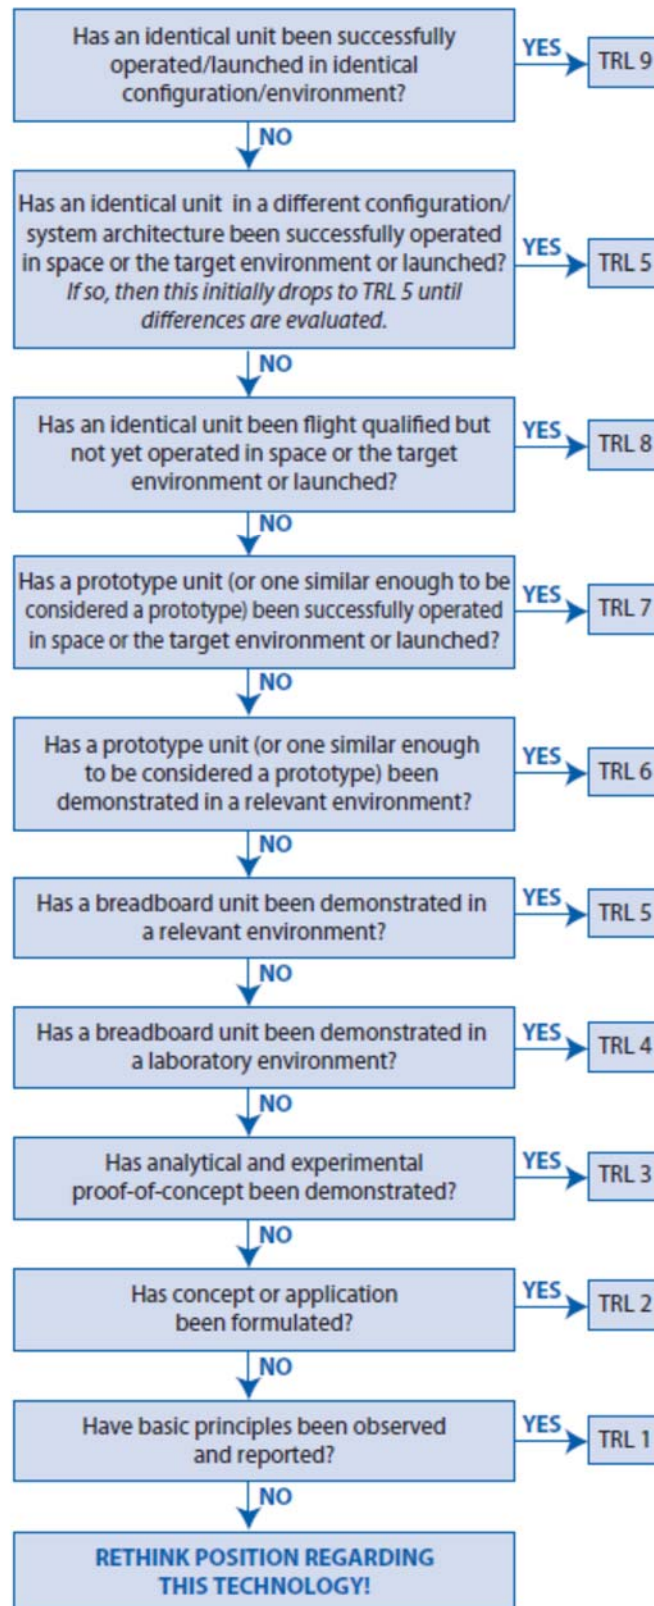 Has an identical unit been successfully
operated/launched in identical
configuration/environment?
YES
TRL 9
NO
Has an identical unit in a different configuration/
system architecture been successfully operated
in space or the target environment or launched?
If so, then this initially drops to TRL 5 until
differences are evaluated.
YES
TRL 5
NO
Has an identical unit been flight qualified but
not yet operated in space or the target
environment or launched?
YES
TRL 8
NO
Has a prototype unit (or one similar enough to be
considered a prototype) been successfully operated
in space or the target environment or launched?
YES
TRL 7
NO
Has a prototype unit (or one similar enough
to be considered a prototype) been
demonstrated in a relevant environment?
YES
TRL 6
NO
Has a breadboard unit been demonstrated in
a relevant environment?
YES
TRL 5
NO
Has a breadboard unit been demonstrated in
a laboratory environment?
YES
TRL 4
NO
Has analytical and experimental
proof-of-concept been demonstrated?
YES
TRL 3
NO
Has concept or application
been formulated?
YES
TRL 2
NO
Have basic principles been observed
and reported?
YES
TRL 1
NO
RETHINK POSITION REGARDING
THIS TECHNOLOGY!